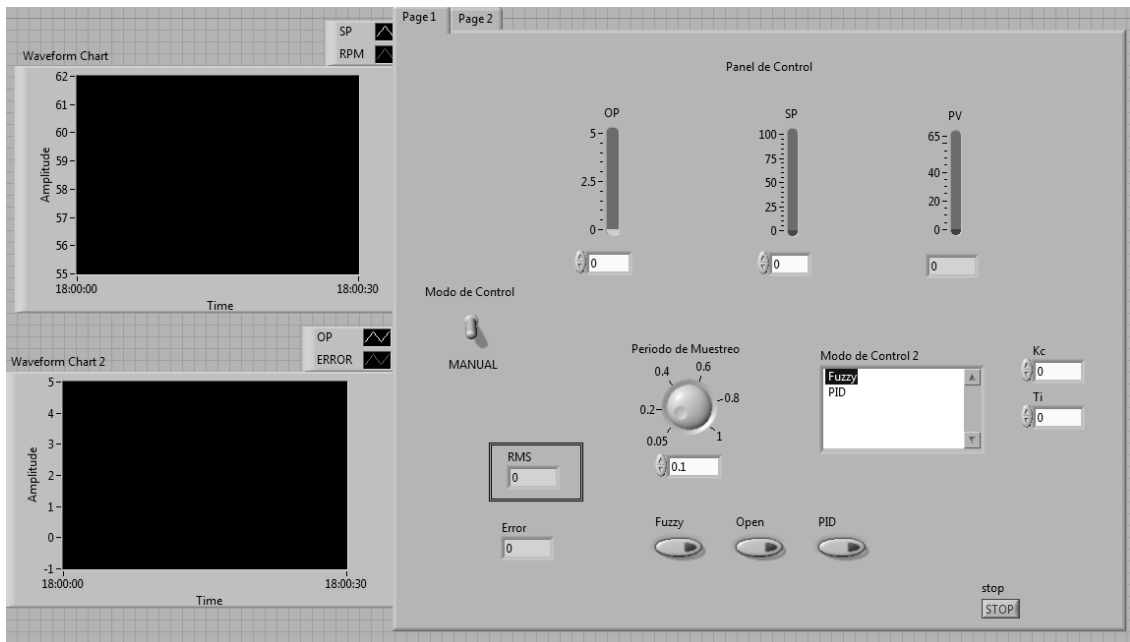 Page 1
Page 2
SP
RPM
Waveform Chart
62
61
60
59
58
57
56
55
Amplitude
18:00:00
18:00:30
Time
OP
ERROR
Waveform Chart 2
5
4
3
2
1
0
-1
Amplitude
18:00:00
18:00:30
Time
Panel de Control
OP
5
2.5
0
0
SP
100
75
50
25
0
0
PV
65
40
20
0
0
Modo de Control
MANUAL
Periodo de Muestreo
0.05
0.2
0.4
0.6
0.8
1
0.1
Modo de Control 2
Fuzzy
PID
Kc
0
Ti
0
RMS
0
Error
0
Fuzzy
Open
PID
stop
STOP